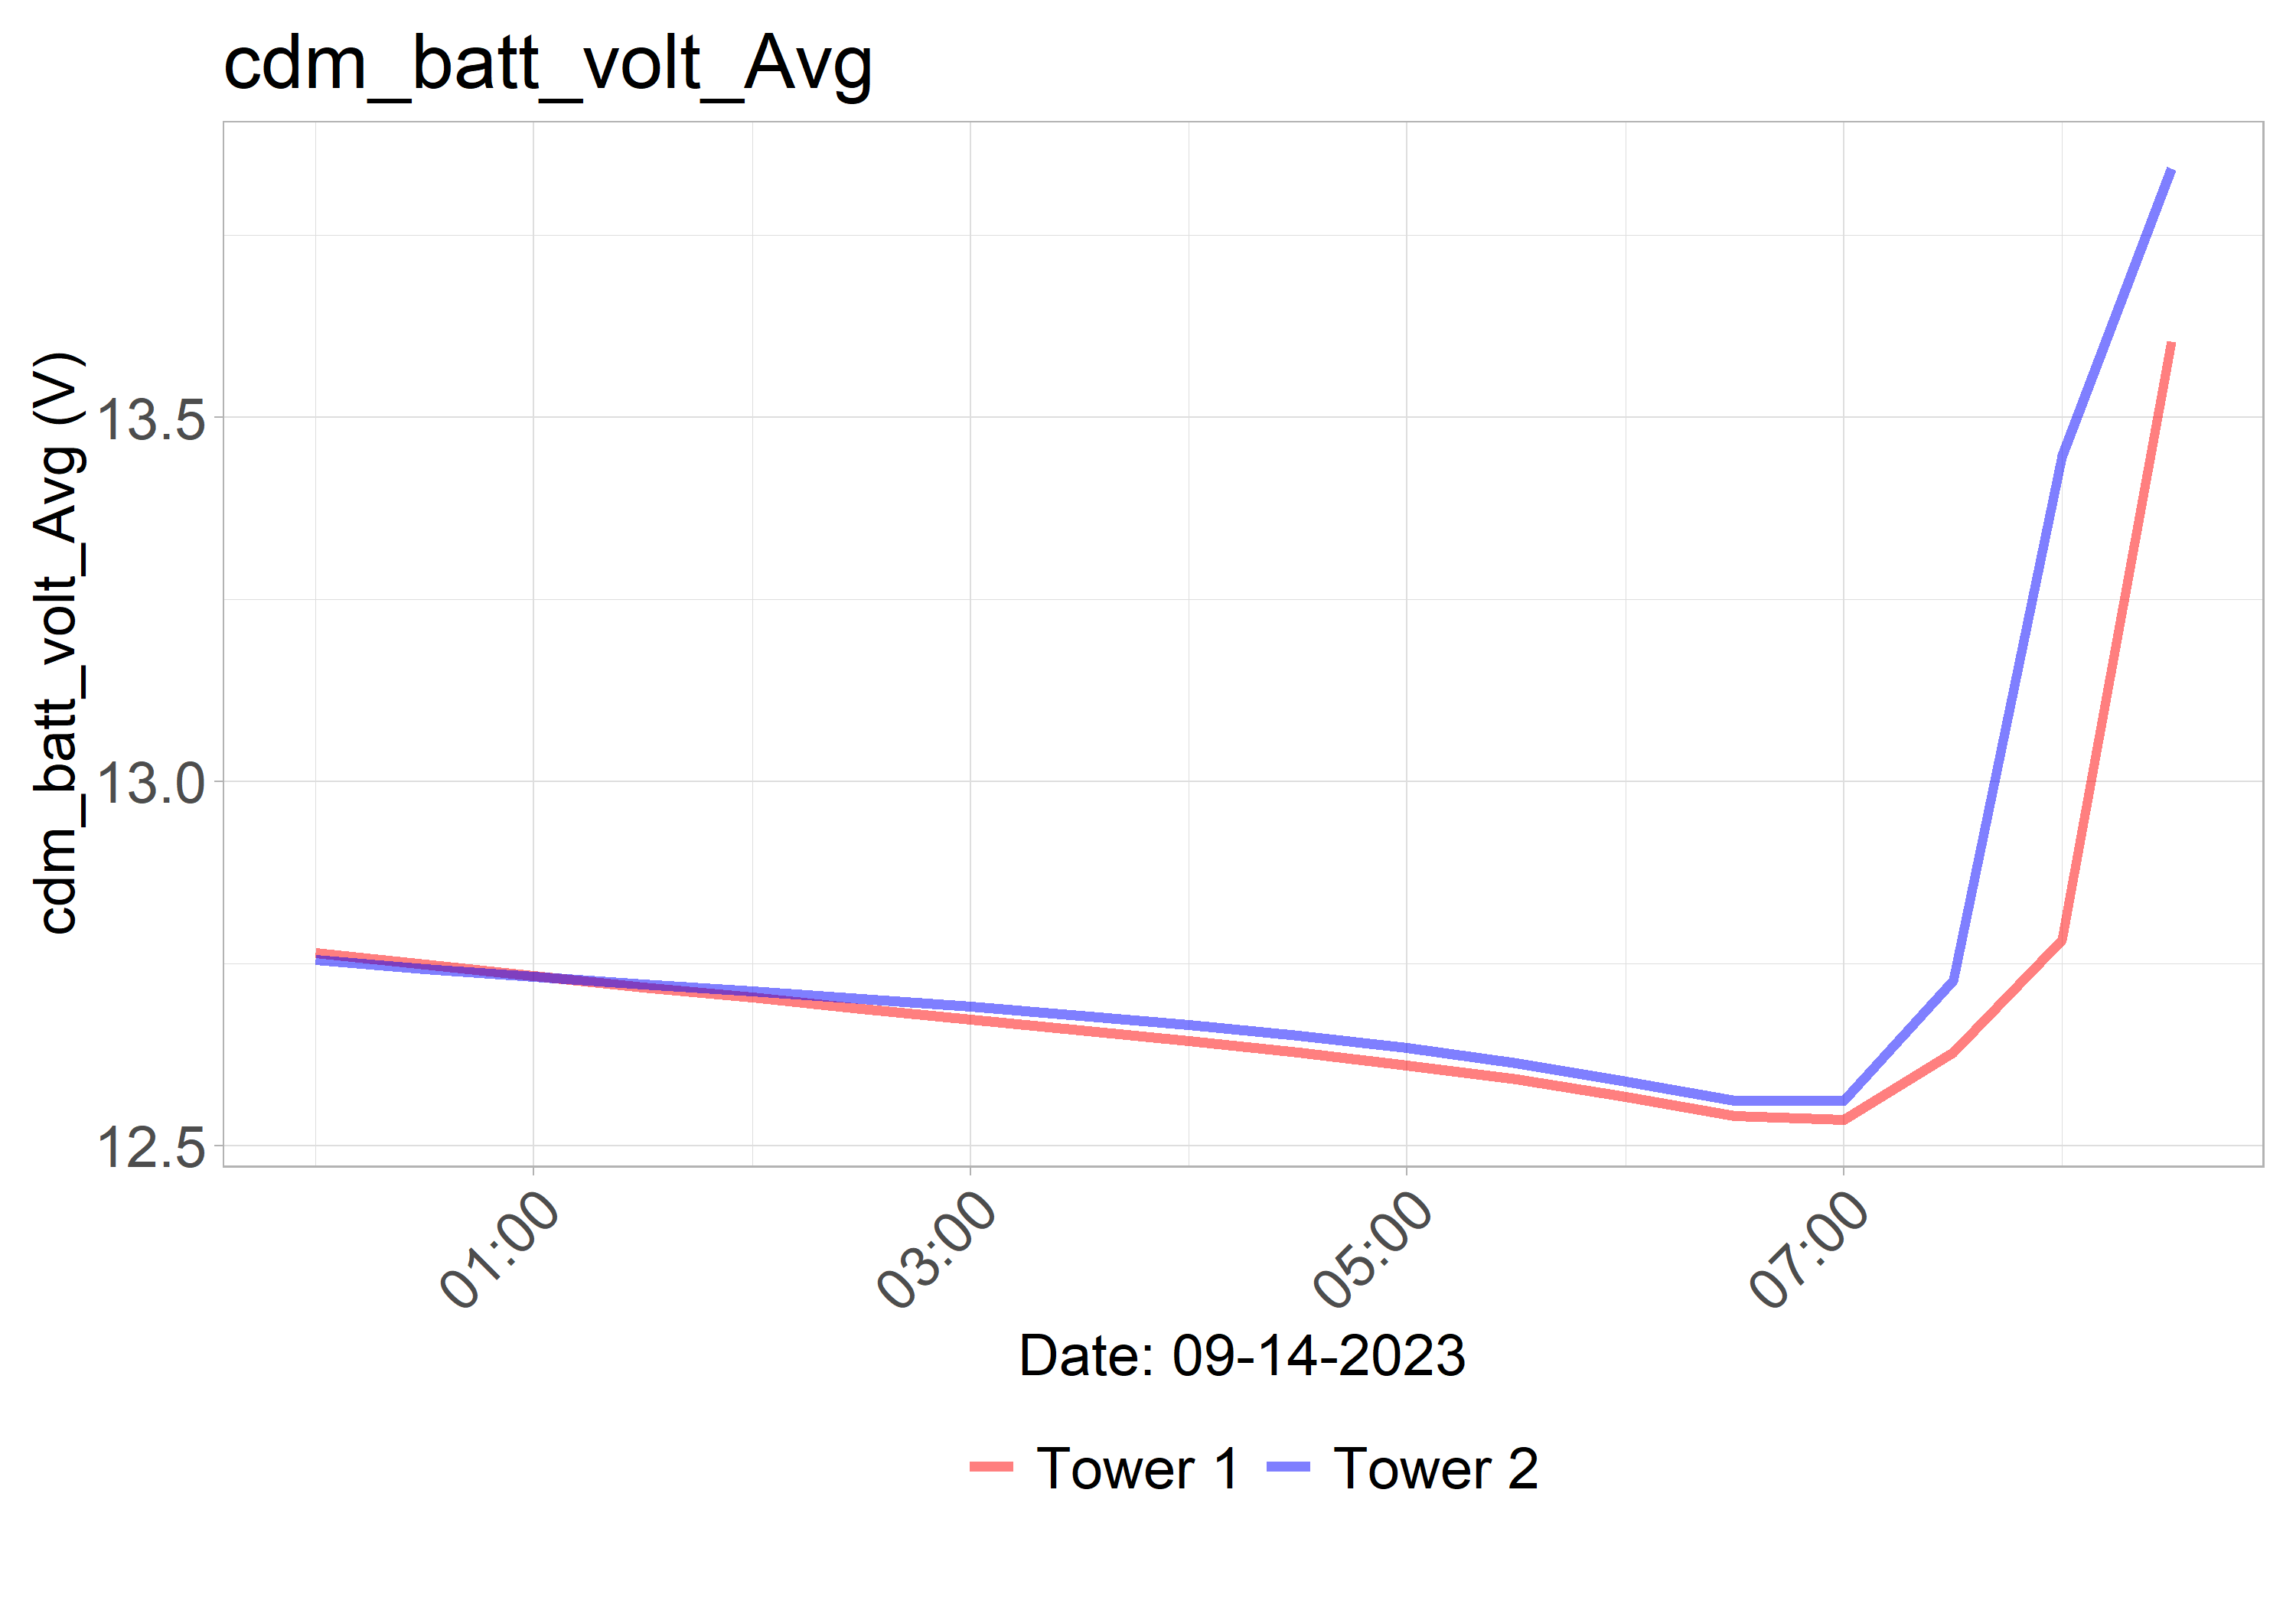 cdm_batt_volt_Avg
cdm_batt_volt_Avg (V)
13.5
13.0
12.5
01:00 03:00 05:00 07:00
Date: 09-14-2023
Tower 1 Tower 2